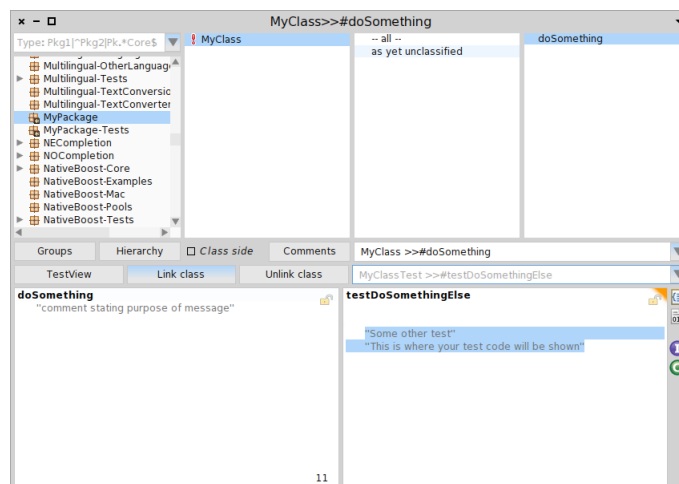 MyClass>>#doSomething
Type: Pkg1|^Pkg2|Pk.*Core$
Multilingual-OtherLanguage
Multilingual-Tests
Multilingual-TextConversio
Multilingual-TextConverter
MyPackage
MyPackage-Tests
NECompletion
NOCompletion
NativeBoost-Core
NativeBoost-Examples
NativeBoost-Mac
NativeBoost-Pools
NativeBoost-Tests
MyClass
-- all --
as yet unclassified
doSomething
Groups
Hierarchy
Class side
Comments
MyClass >>#doSomething
TestView
Link class
Unlink class
MyClassTest >>#testDoSomethingElse
doSomething
"comment stating purpose of message"
11
testDoSomethingElse
"Some other test"
"This is where your test code will be shown"